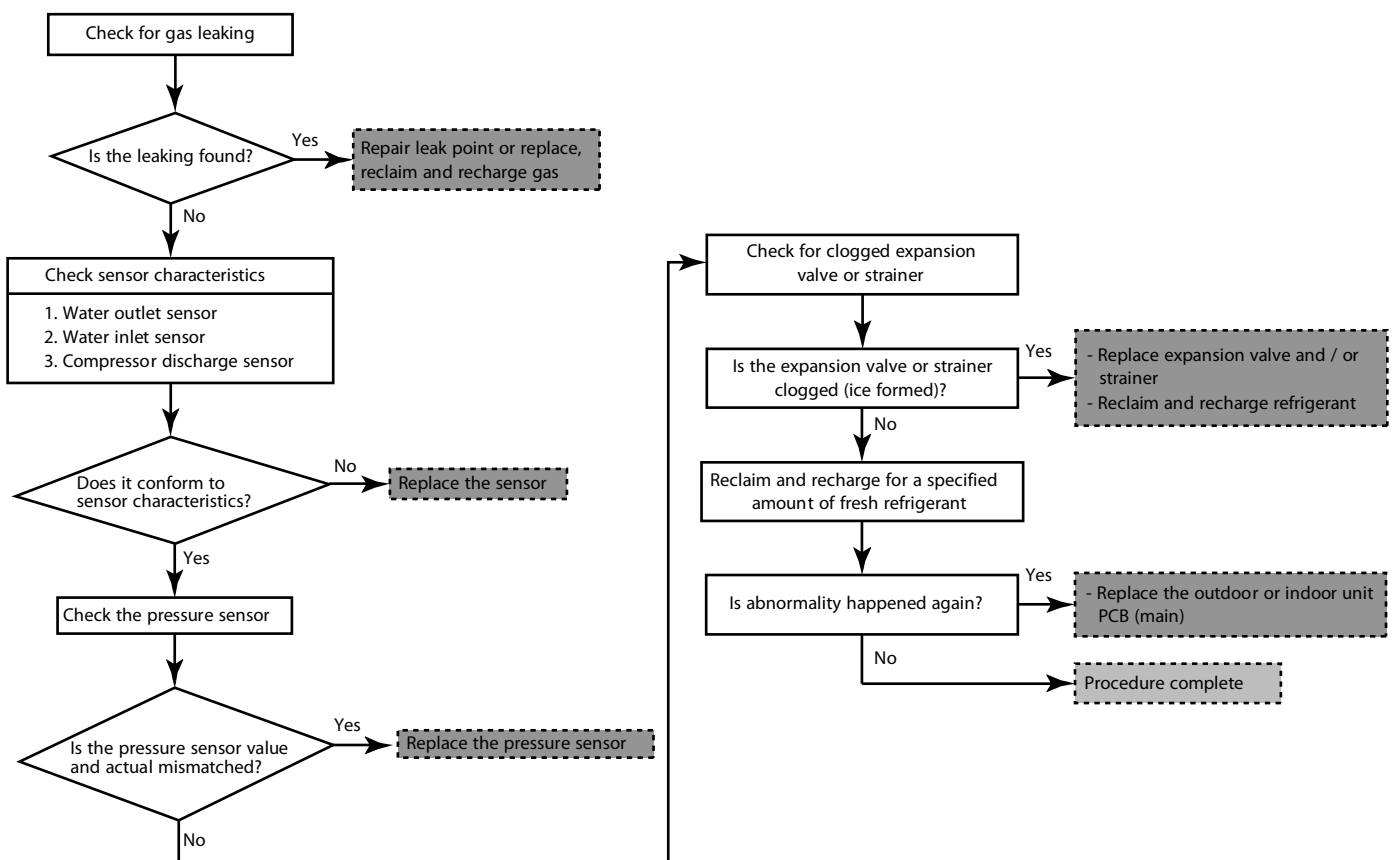 Check for gas leaking
Is the leaking found?
Yes
Repair leak point or replace,
reclaim and recharge gas
No
Check sensor characteristics
1. Water outlet sensor
2. Water inlet sensor
3. Compressor discharge sensor
Does it conform to
sensor characteristics?
No
Replace the sensor
Yes
Check the pressure sensor
Is the pressure sensor value
and actual mismatched?
Yes
Replace the pressure sensor
No
Check for clogged expansion
valve or strainer
Is the expansion valve or strainer
clogged (ice formed)?
Yes
- Replace expansion valve and / or
strainer
- Reclaim and recharge refrigerant
No
Reclaim and recharge for a specified
amount of fresh refrigerant
Is abnormality happened again?
Yes
- Replace the outdoor or indoor unit
PCB (main)
No
Procedure complete